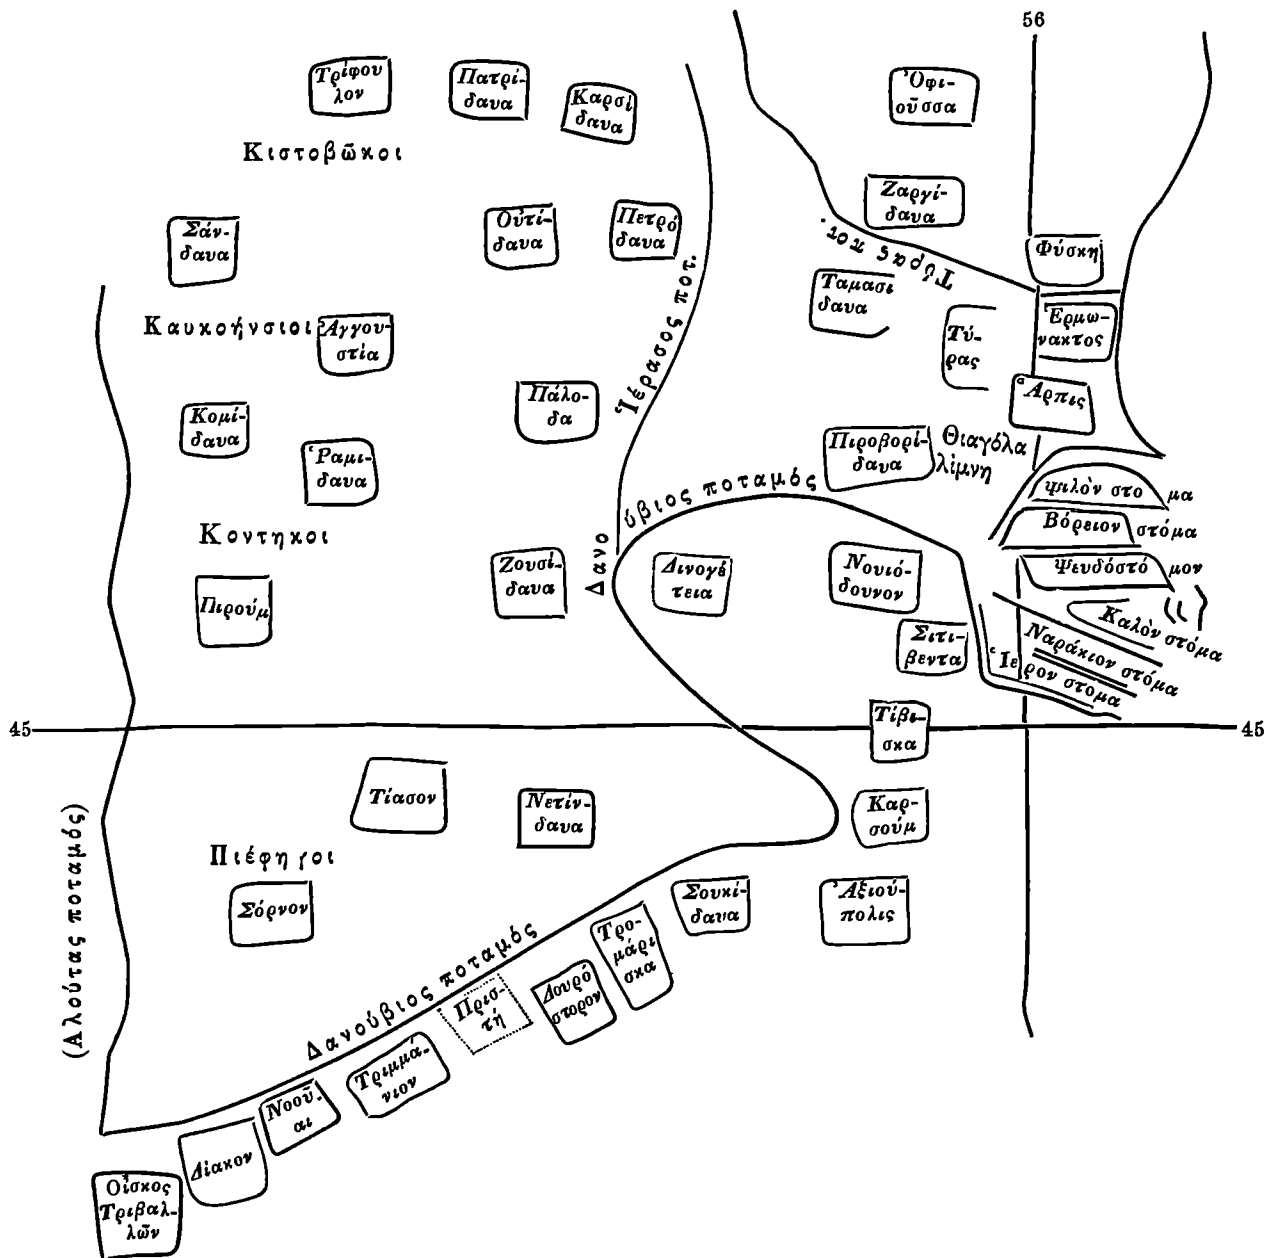 56
Τρίφου
λον
Πατρί-
δαυα
Καρσί
δαυα
Ὀφι-
οῦσσα
Κιστοβῶκοι
Ζαργί-
δαυα
Σάν-
δαυα
Οὐτί-
δαυα
Πετρό
δαυα
Τύρας ποτ.
Φύσκη
Ἱέρασος ποτ.
Ταμασι
δαυα
Καυκοήνσιοι
Ἀγγου-
στία
Τύ-
ρας
Ἑρμω-
νακτος
Ἅρπις
Κομί-
δαυα
Πάλο-
δα
Ῥαμι-
δαυα
Πιροβορί-
δαυα
Θιαγόλα
λίμνη
Δανούβιος ποταμός
Ψιλὸν στομα
Βόρειον στόμα
Ψευδόστόμον
Κοντηκοι
Ζουσί-
δαυα
Δινογέ
τεια
Νουιό-
δουνον
Πιρούμ
Καλὸν στόμα
Ναράκιον στόμα
Ἱερον στομα
Σιτι-
βεντα
45
Τίβι-
σκα
45
Τίασον
Νετίν-
δαυα
Καρ-
σούμ
(Αλούτας ποταμός)
Πιέφηγοι
Σόρνον
Σουκί-
δαυα
Ἀξιού-
πολις
Δανούβιος ποταμός
Τρο-
μάρι
σκα
Πρισ-
τή
Δουρό
στορον
Τριμμά-
νιον
Νοοῦ-
αι
Δίακον
Οἶσκος
Τριβαλ-
λῶν